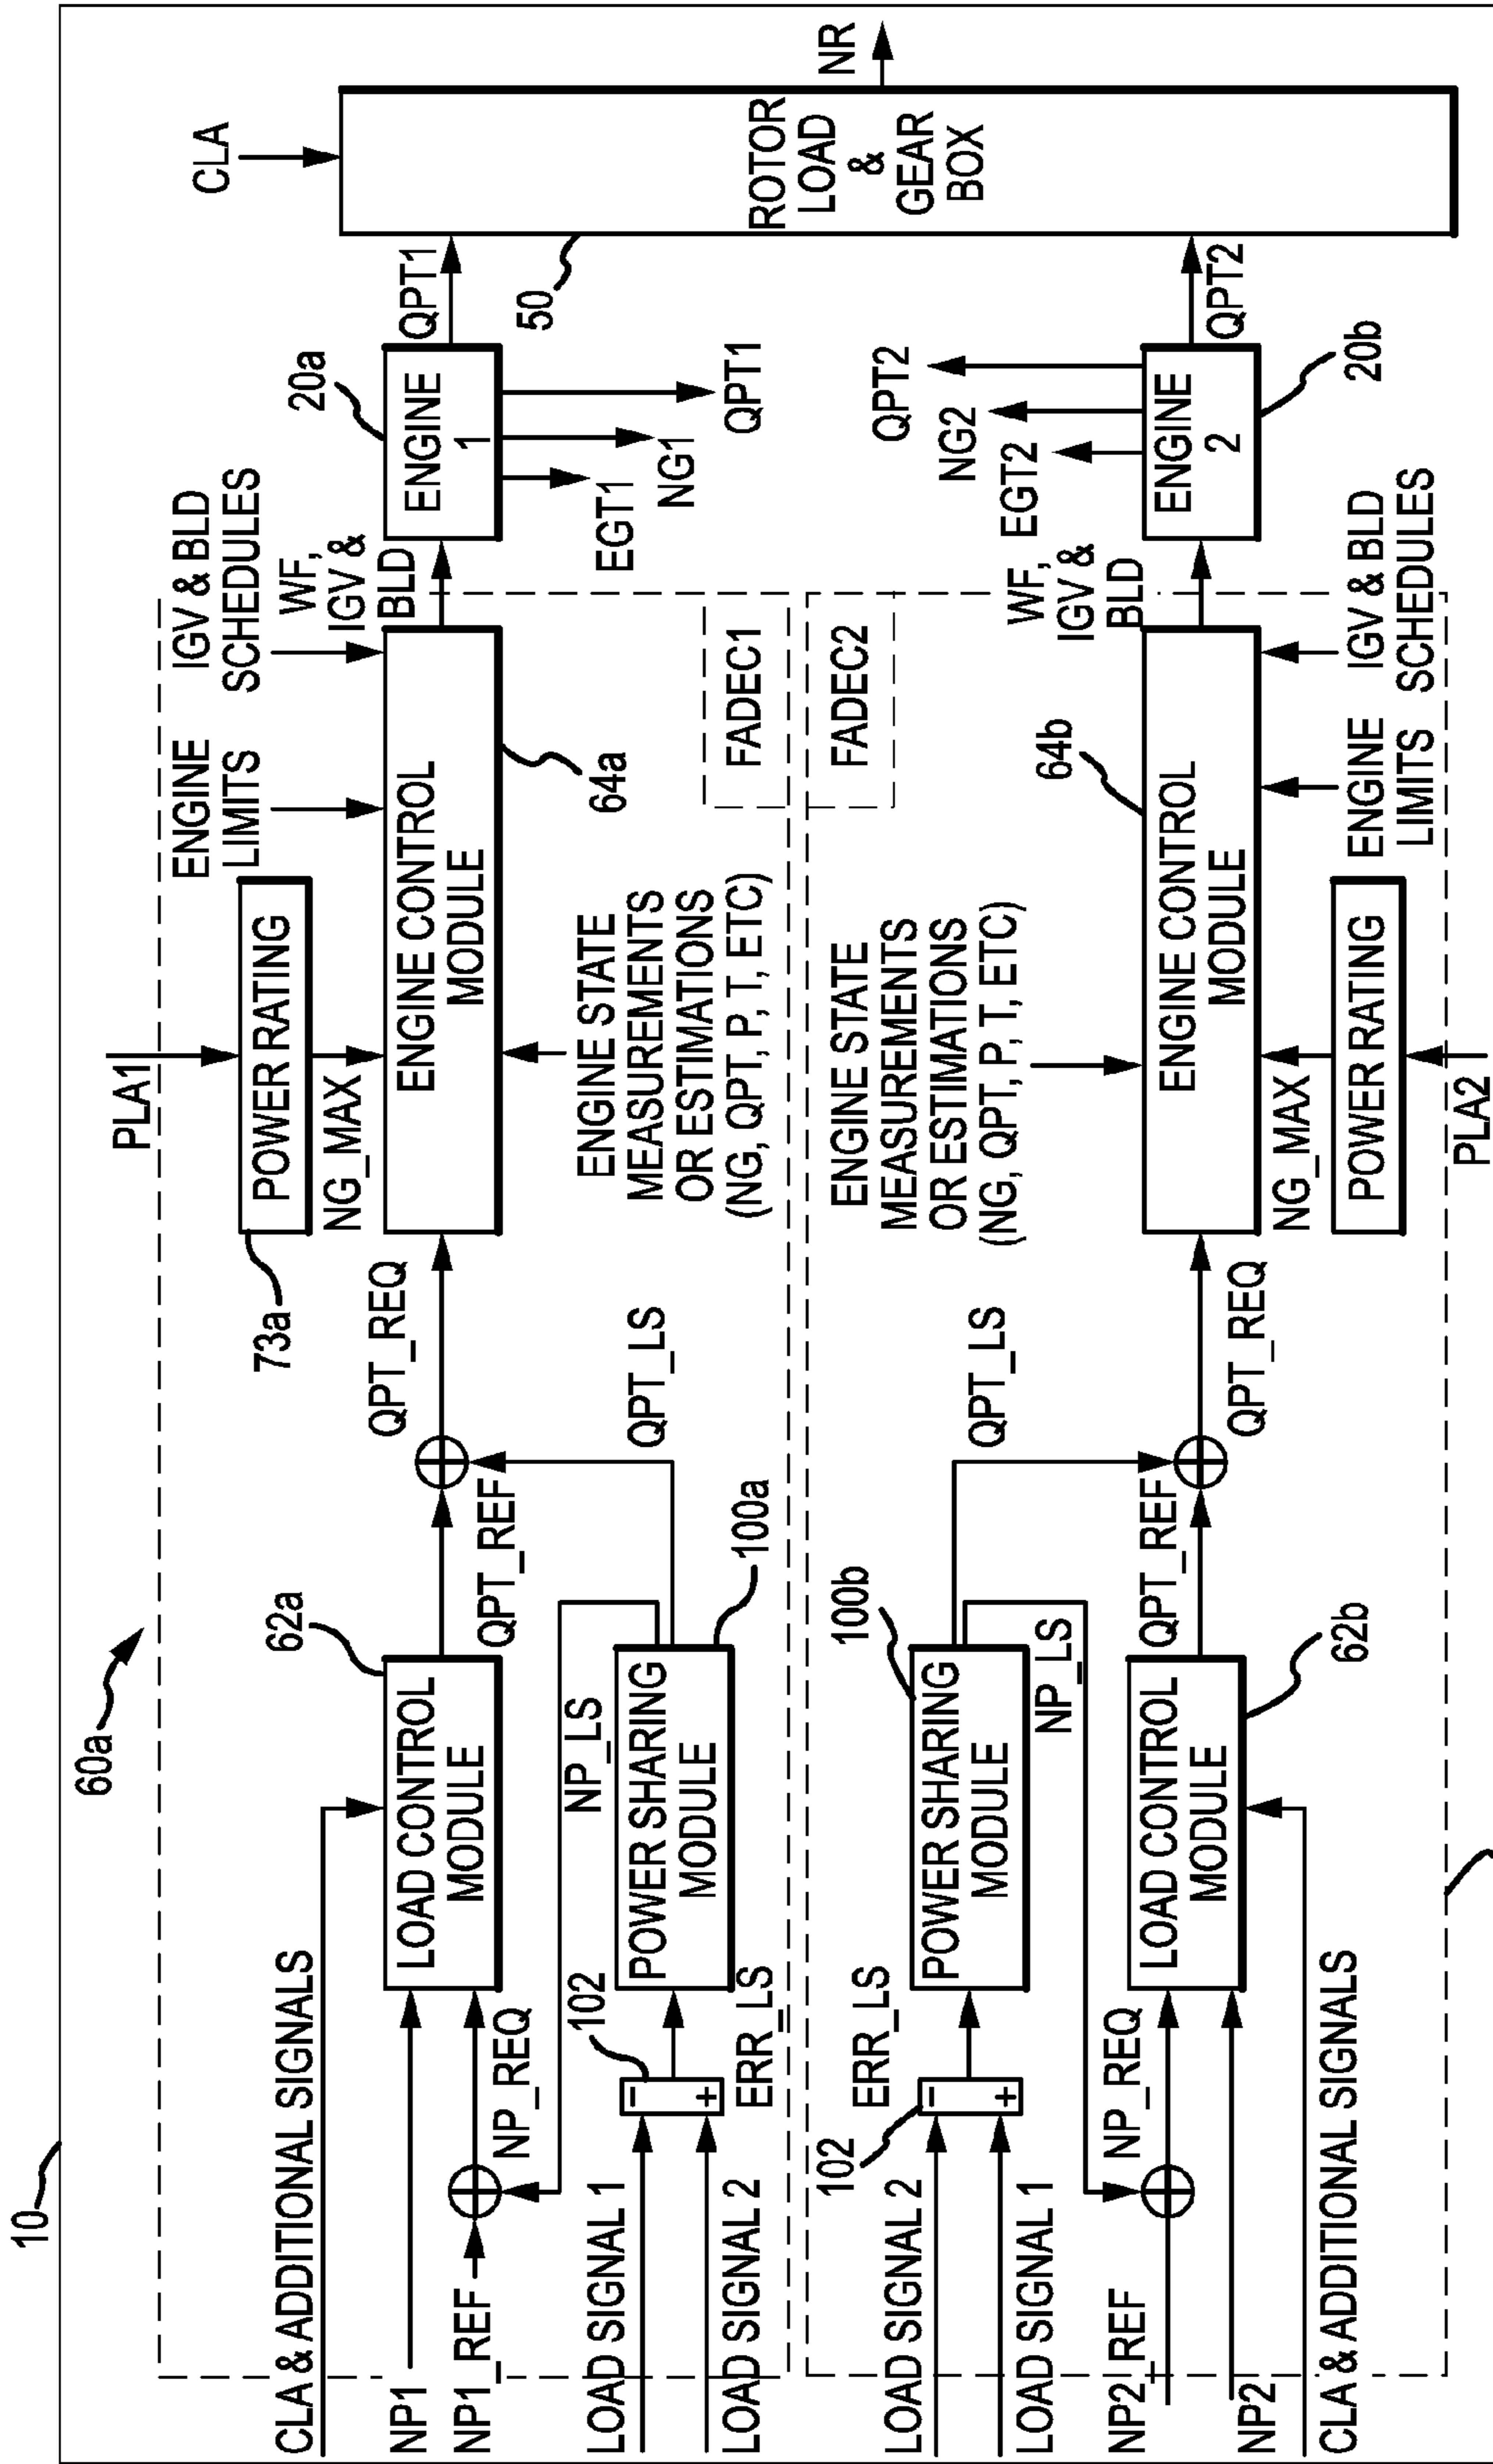 10
60a
CLA & ADDITIONAL SIGNALS
NP1
NP1_REF
NP_REQ
LOAD CONTROL
MODULE
62a
QPT_REF
QPT_REQ
NP_LS
LOAD SIGNAL 1
LOAD SIGNAL 2
102
-
+
ERR_LS
POWER SHARING
MODULE
100a
QPT_LS
PLA1
POWER RATING
73a
NG_MAX
ENGINE
LIMITS
IGV & BLD
SCHEDULES
ENGINE CONTROL
MODULE
64a
ENGINE STATE
MEASUREMENTS
OR ESTIMATIONS
(NG, QPT, P, T, ETC)
WF,
IGV &
BLD
FADEC1
ENGINE
1
20a
EGT1
NG1
QPT1
QPT1
CLA
ROTOR
LOAD
&
GEAR
BOX
50
NR
LOAD SIGNAL 2
LOAD SIGNAL 1
102
-
+
ERR_LS
POWER SHARING
MODULE
100b
NP_LS
QPT_LS
NP2_REF
NP2
NP_REQ
CLA & ADDITIONAL SIGNALS
LOAD CONTROL
MODULE
62b
QPT_REF
QPT_REQ
ENGINE STATE
MEASUREMENTS
OR ESTIMATIONS
(NG, QPT, P, T, ETC)
FADEC2
ENGINE CONTROL
MODULE
64b
NG_MAX
POWER RATING
PLA2
ENGINE
LIMITS
IGV & BLD
SCHEDULES
WF,
IGV &
BLD
ENGINE
2
20b
EGT2
NG2
QPT2
QPT2